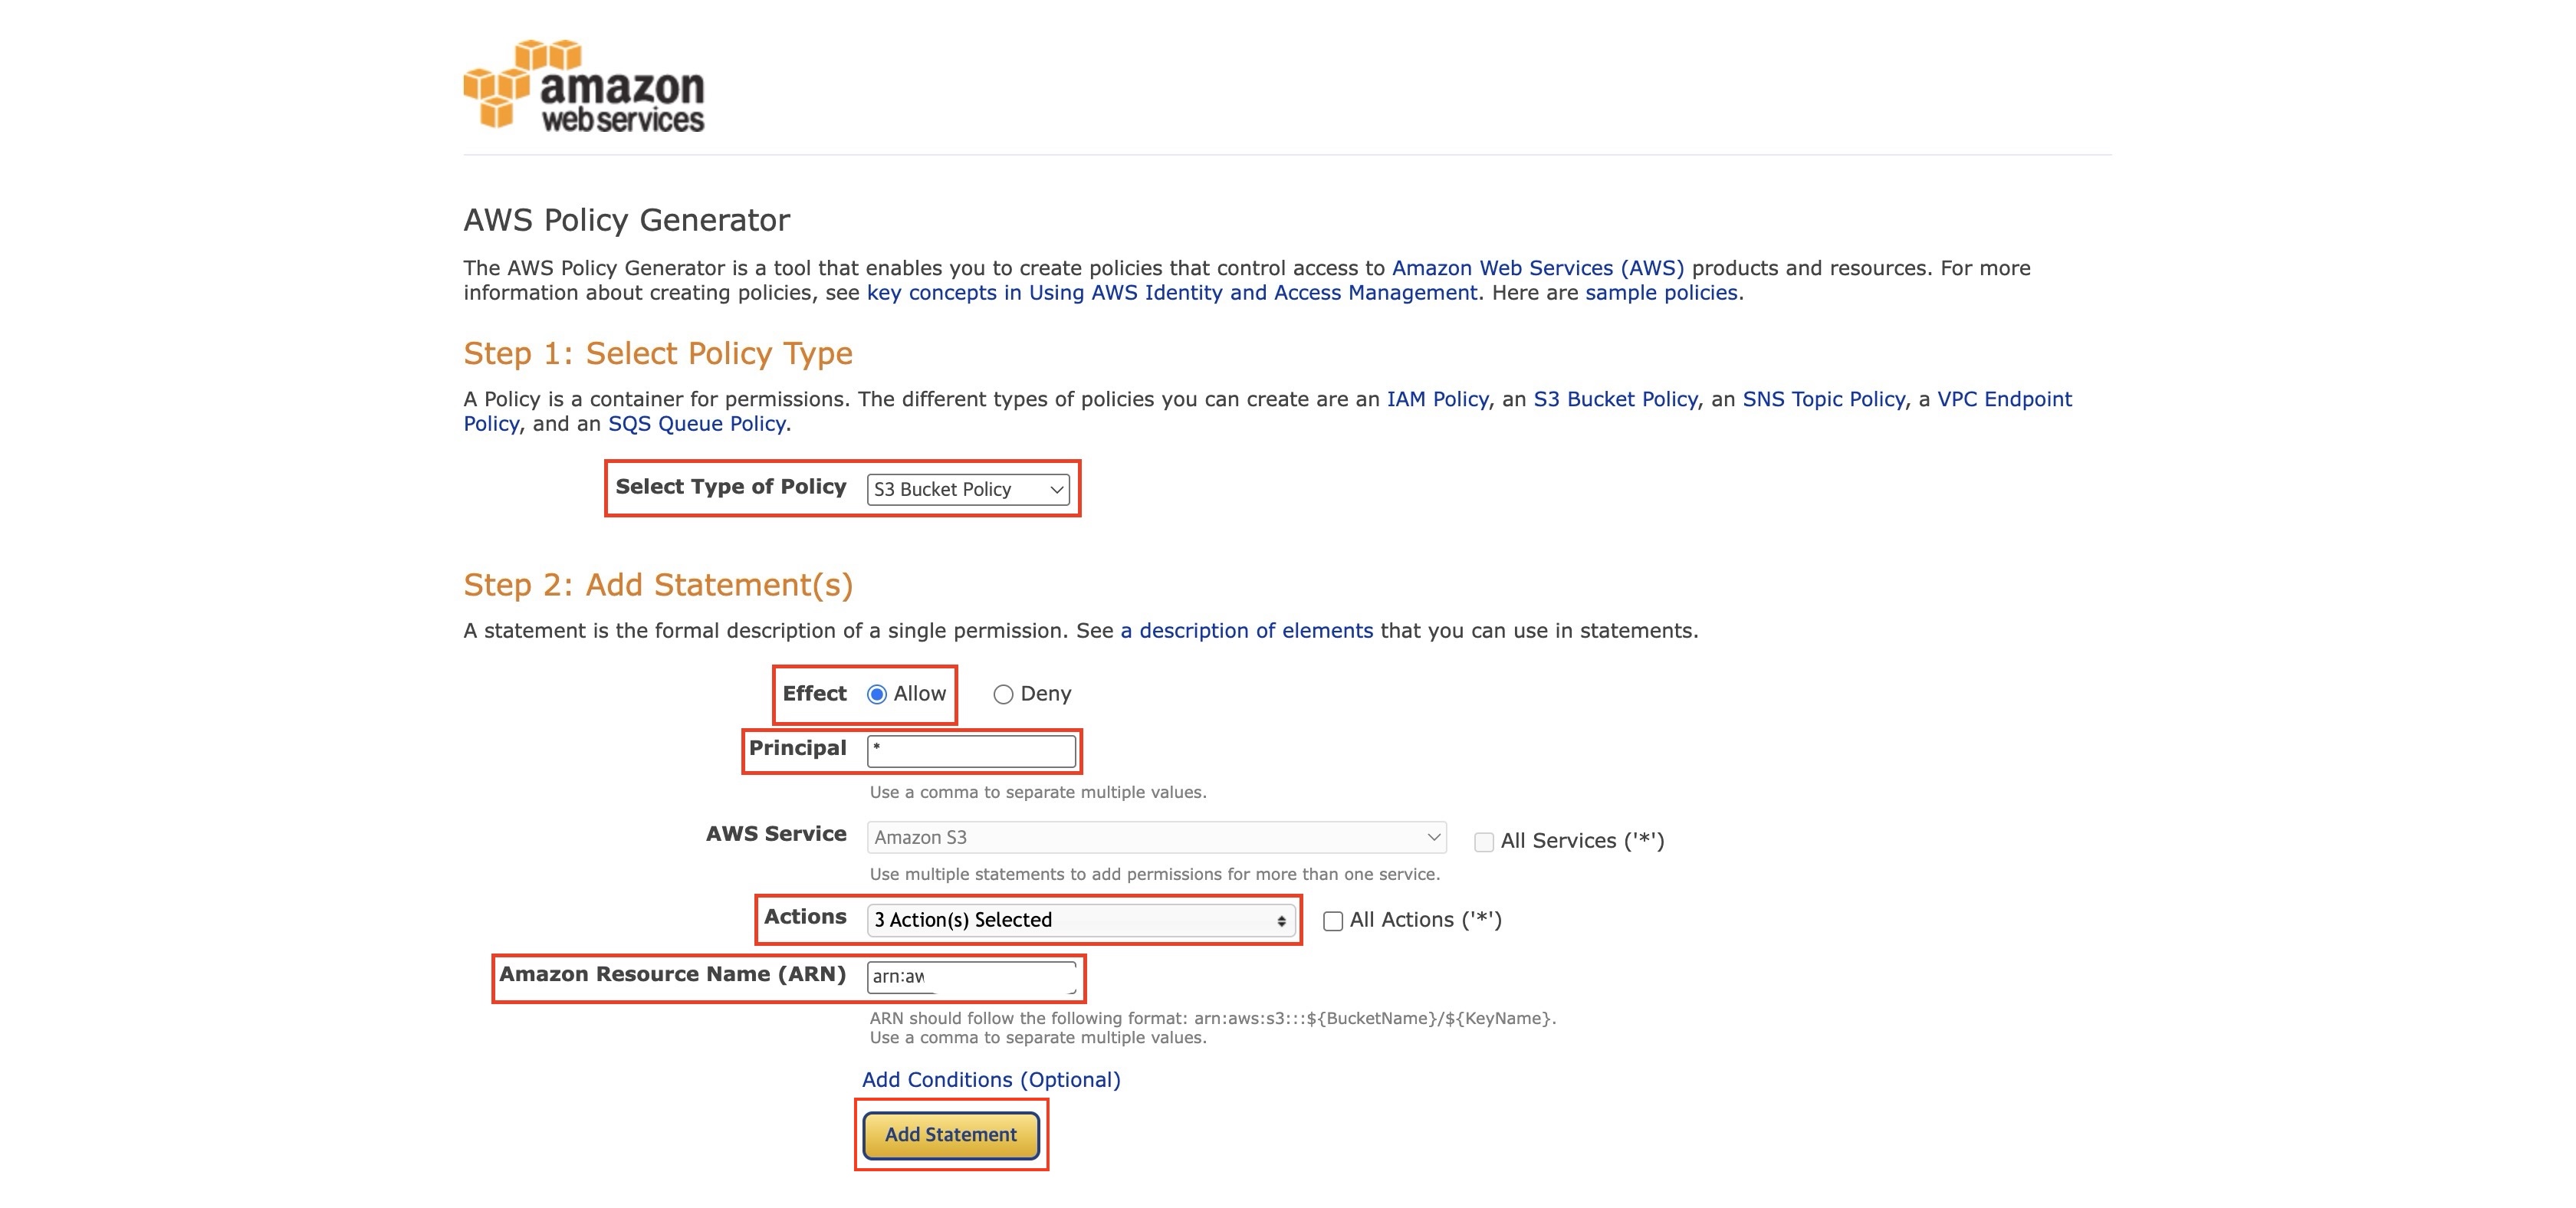 amazon
webservices
AWS Policy Generator
The AWS Policy Generator is a tool that enables you to create policies that control access to Amazon Web Services (AWS) products and resources. For more
information about creating policies, see key concepts in Using AWS Identity and Access Management. Here are sample policies.
Step 1: Select Policy Type
A Policy is a container for permissions. The different types of policies you can create are an IAM Policy, an S3 Bucket Policy, an SNS Topic Policy, a VPC Endpoint
Policy, and an SQS Queue Policy.
Select Type of Policy S3 Bucket Policy
Step 2: Add Statement(s)
A statement is the formal description of a single permission. See a description of elements that you can use in statements.
Effect Allow Deny
Principal *
Use a comma to separate multiple values.
AWS Service Amazon S3 All Services ('*')
Use multiple statements to add permissions for more than one service.
Actions 3 Action(s) Selected All Actions ('*')
Amazon Resource Name (ARN)
ARN should follow the following format: arn:aws:s3:::${BucketName}/${KeyName}.
Use a comma to separate multiple values.
Add Conditions (Optional)
Add Statement